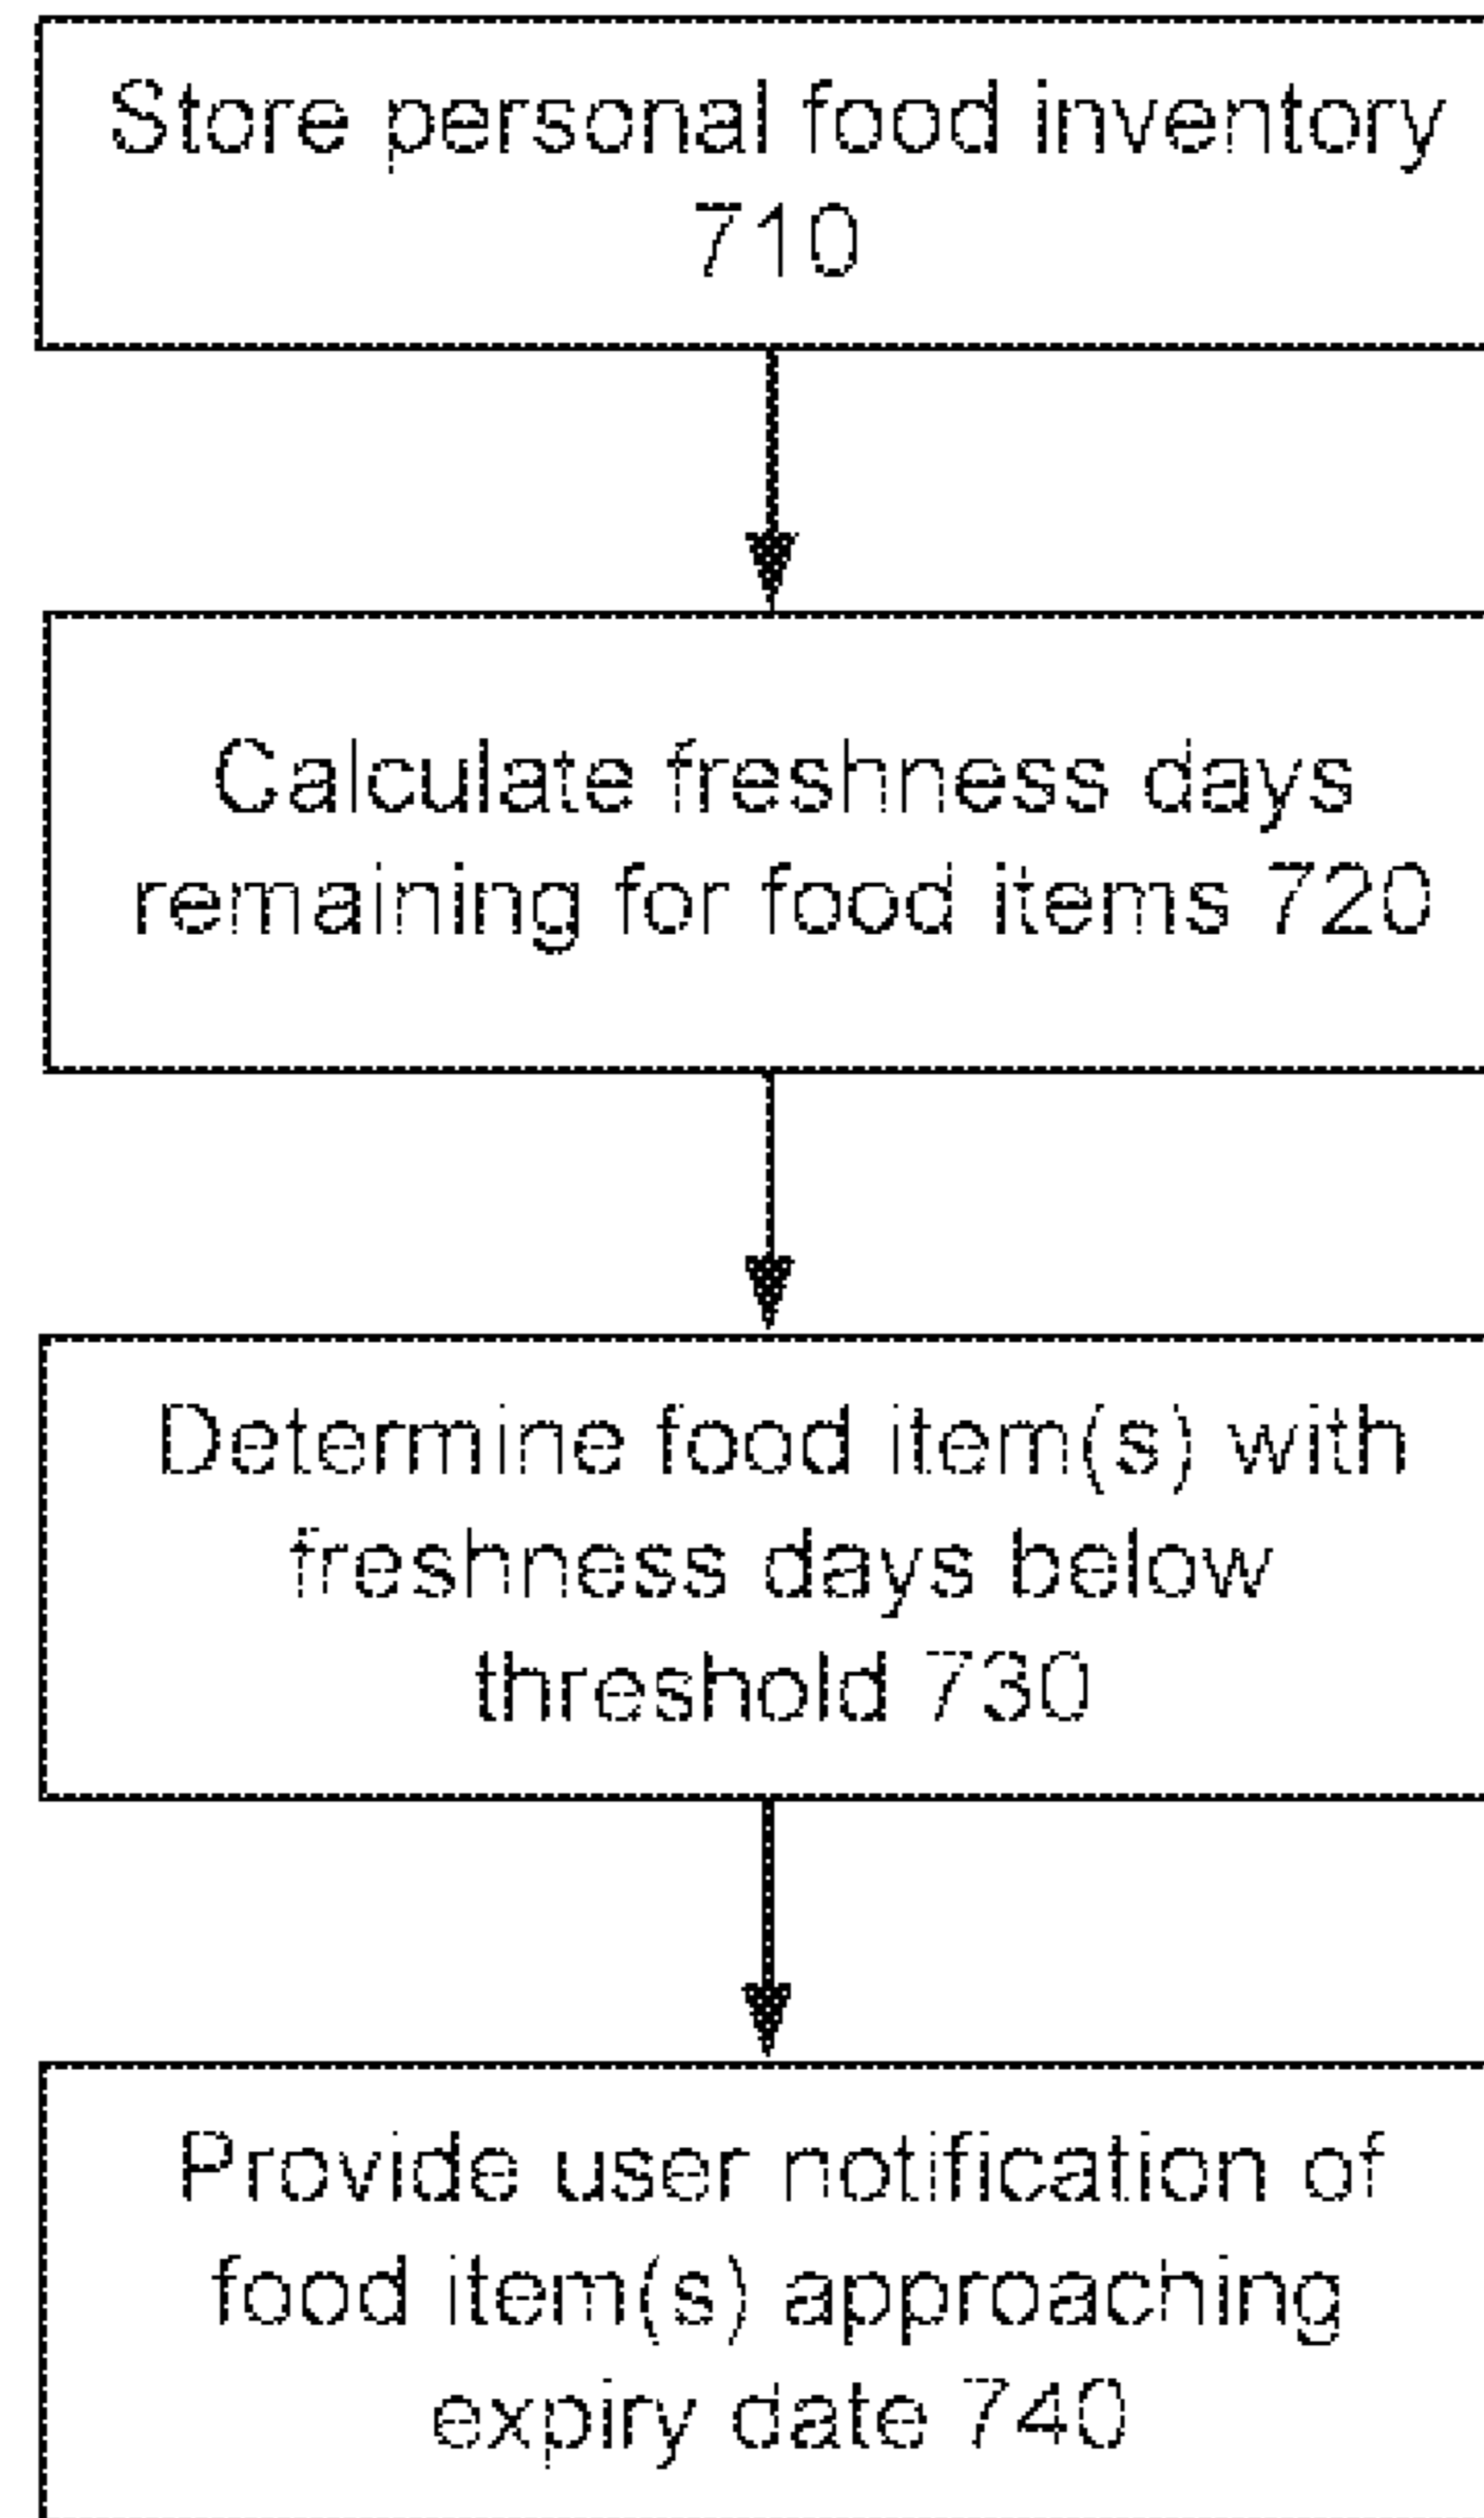 Store personal food inventory
710
Calculate freshness days
remaining for food items 720
Determine food item(s) with
freshness days below
threshold 730
Provide user notification of
food item(s) approaching
expiry date 740